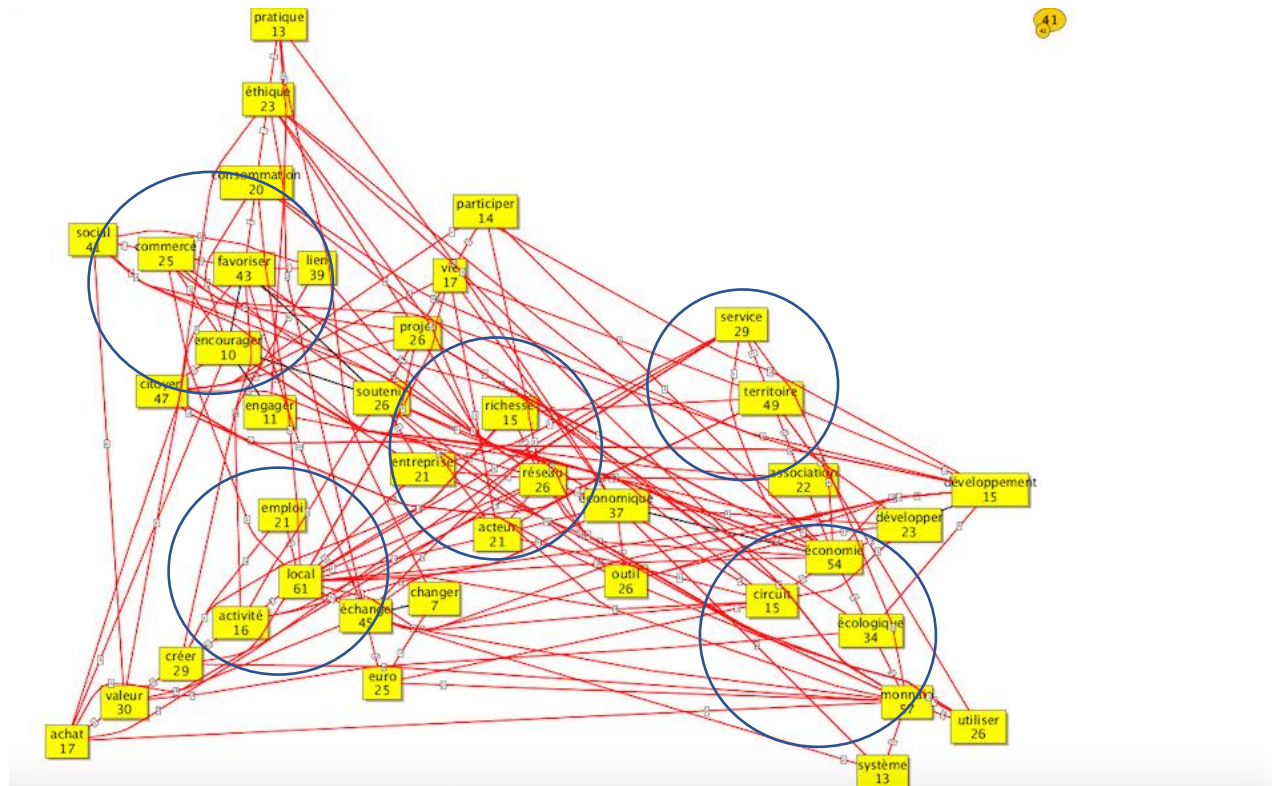 pratique
13
41
42
éthique
23
consommation
20
participer
14
social
41
commerce
25
favoriser
43
lien
39
vie
17
projet
26
service
29
encourager
10
citoyen
47
engager
11
soutenir
26
richesse
15
territoire
49
entreprise
21
réseau
26
association
22
développement
15
économique
37
emploi
21
acteur
21
développer
23
économie
54
local
61
outil
26
circuit
15
changer
7
échange
45
activité
16
écologique
34
créer
29
euro
25
valeur
30
monnaie
57
utiliser
26
achat
17
système
13